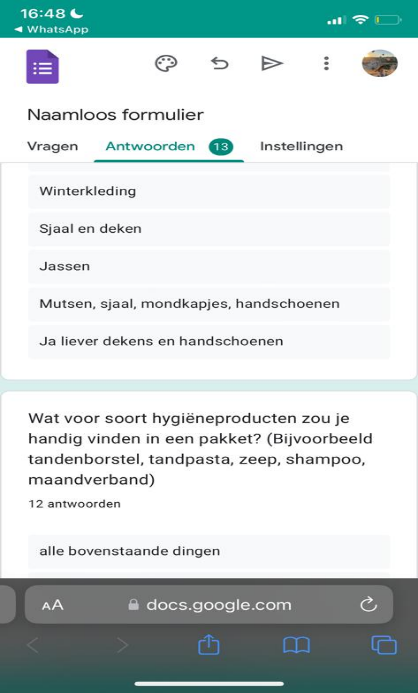 16:48
◀ WhatsApp
Naamloos formulier
Vragen Antwoorden 13 Instellingen
Winterkleding
Sjaal en deken
Jassen
Mutsen, sjaal, mondkapjes, handschoenen
Ja liever dekens en handschoenen
Wat voor soort hygiëneproducten zou je
handig vinden in een pakket? (Bijvoorbeeld
tandenborstel, tandpasta, zeep, shampoo,
maandverband)
12 antwoorden
alle bovenstaande dingen
AA docs.google.com